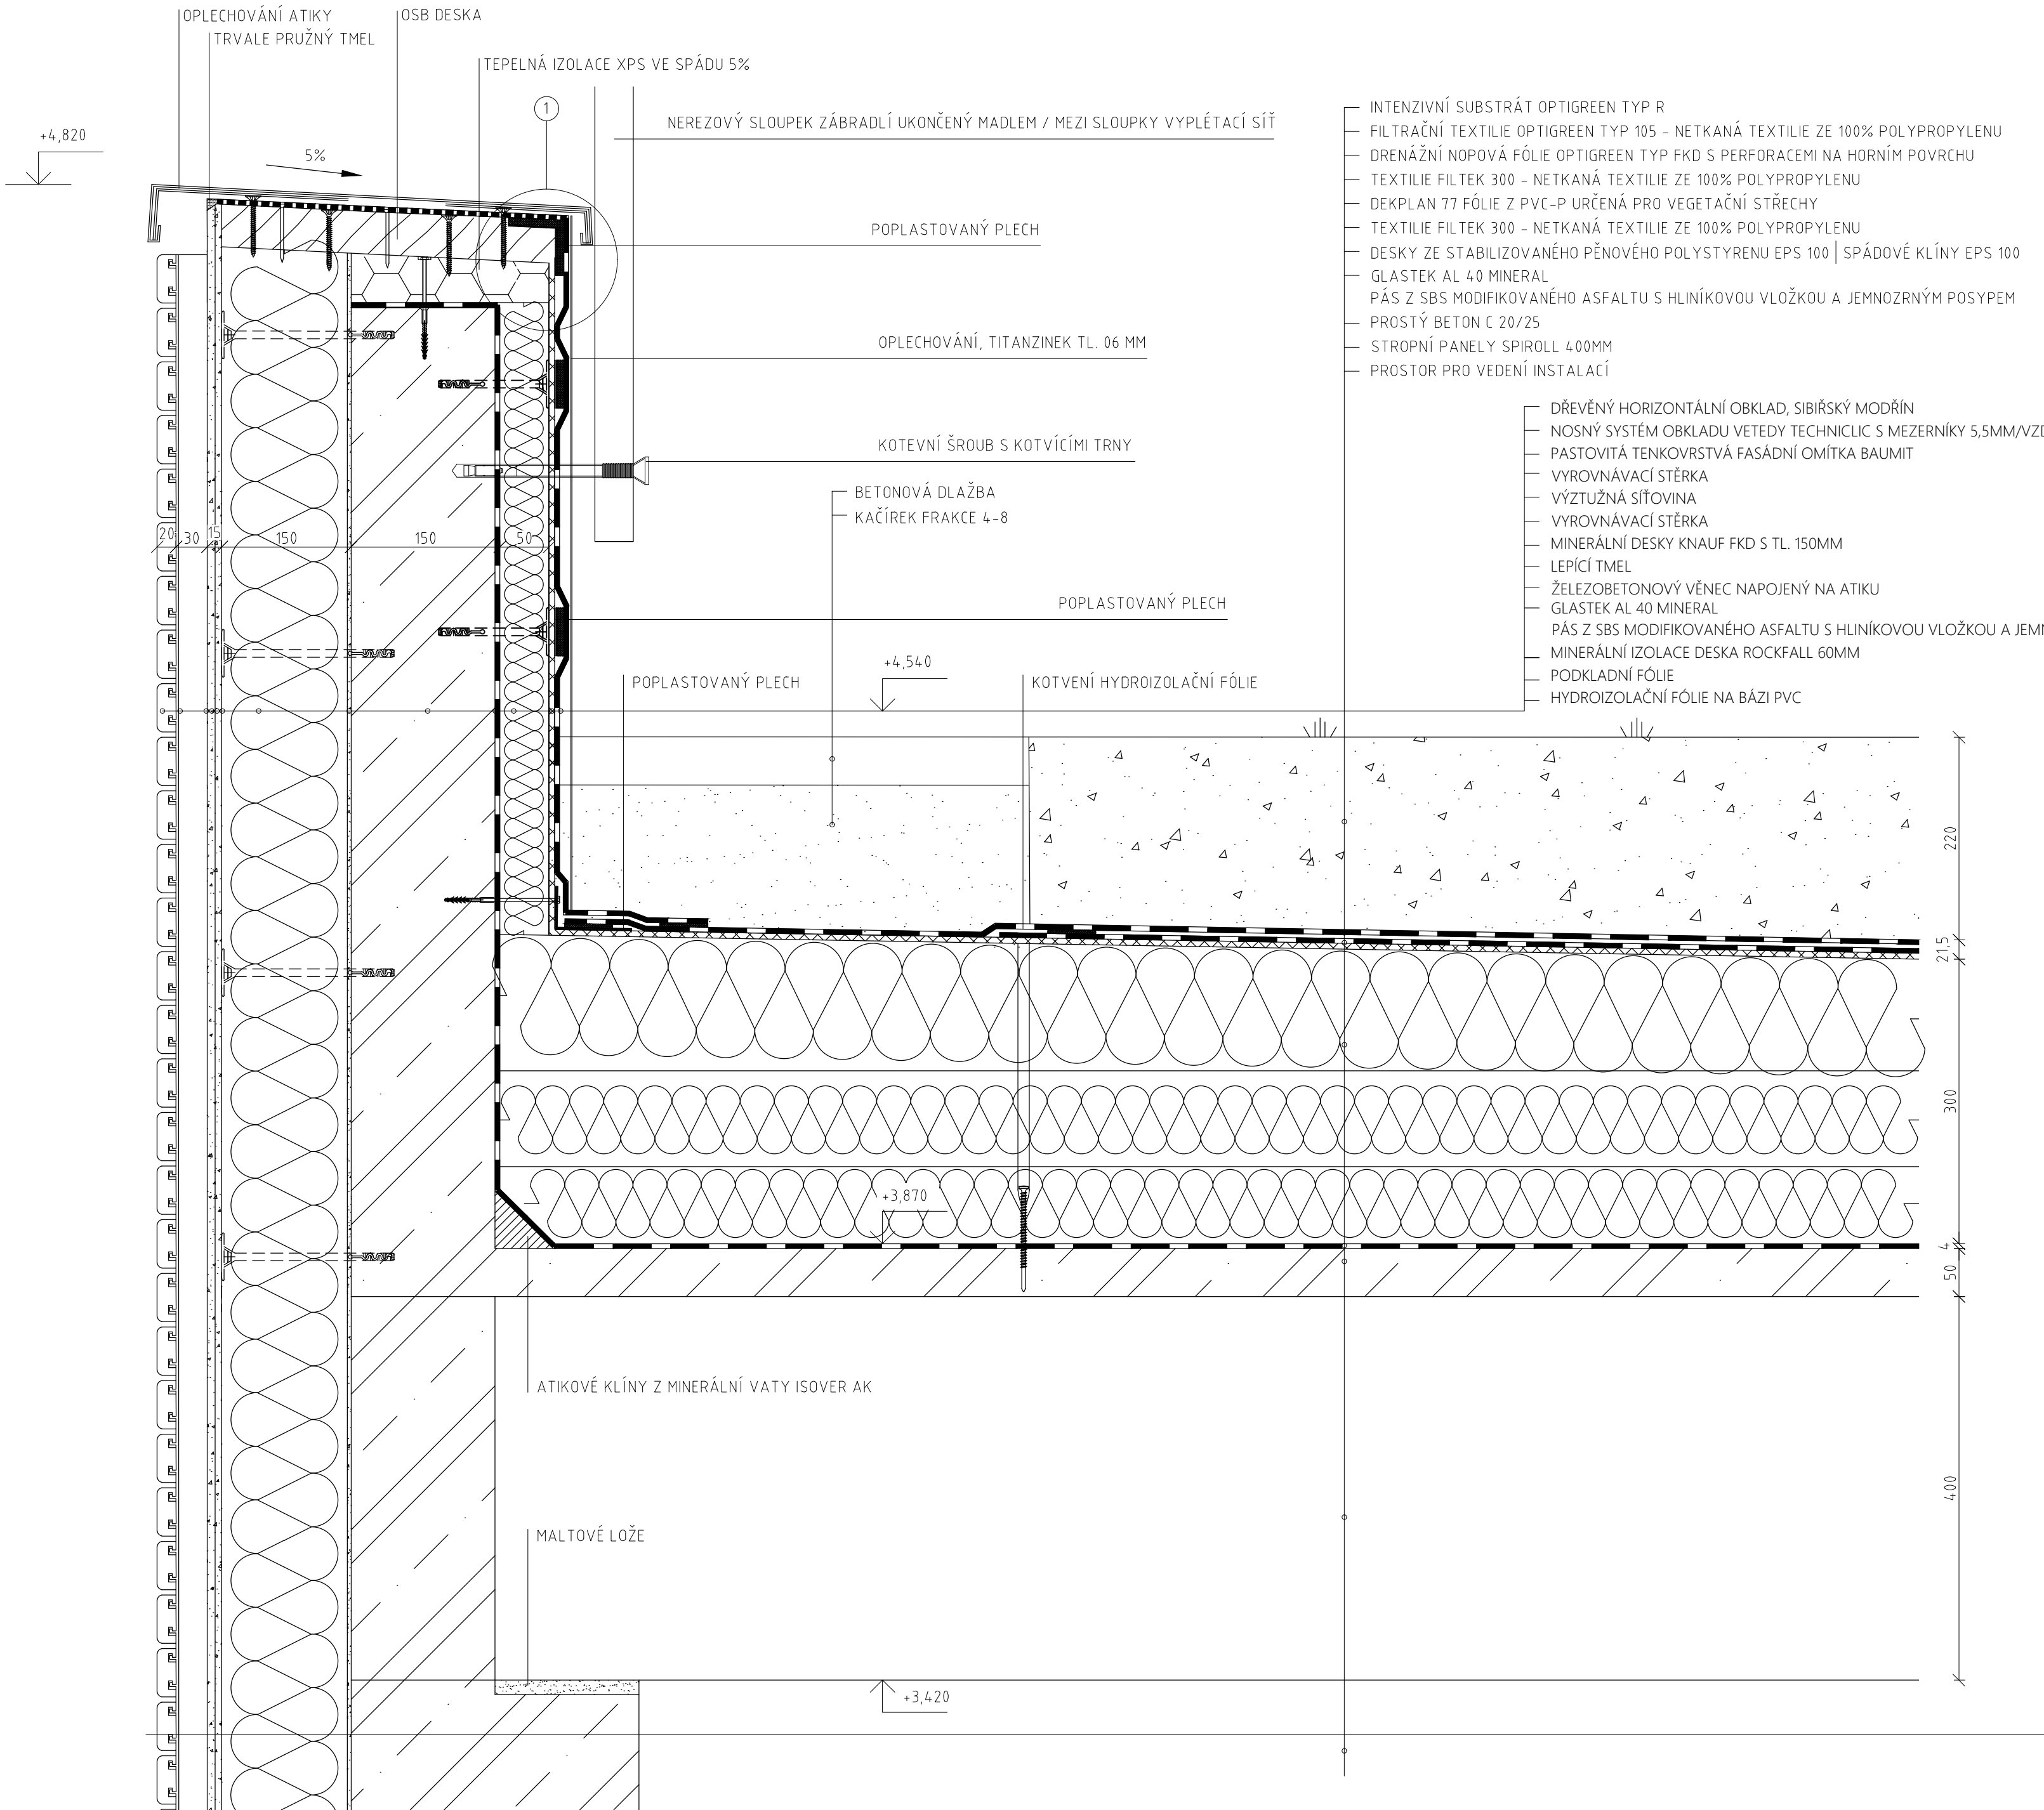 OPLECHOVÁNÍ ATIKY
OSB DESKA
TRVALE PRUŽNÝ TMEL
TEPELNÁ IZOLACE XPS VE SPÁDU 5%
1
NEREZOVÝ SLOUPEK ZÁBRADLÍ UKONČENÝ MADLEM / MEZI SLOUPKY VYPLÉTACÍ SÍŤ
+4,820
5%
POPLASTOVANÝ PLECH
OPLECHOVÁNÍ, TITANZINEK TL. 06 MM
KOTEVNÍ ŠROUB S KOTVÍCÍMI TRNY
BETONOVÁ DLAŽBA
KAČÍREK FRAKCE 4-8
20 30 15 150 150 50
POPLASTOVANÝ PLECH
+4,540
POPLASTOVANÝ PLECH
KOTVENÍ HYDROIZOLAČNÍ FÓLIE
INTENZIVNÍ SUBSTRÁT OPTIGREEN TYP R
FILTRAČNÍ TEXTILIE OPTIGREEN TYP 105 - NETKANÁ TEXTILIE ZE 100% POLYPROPYLENU
DRENÁŽNÍ NOPOVÁ FÓLIE OPTIGREEN TYP FKD S PERFORACEMI NA HORNÍM POVRCHU
TEXTILIE FILTEK 300 - NETKANÁ TEXTILIE ZE 100% POLYPROPYLENU
DEKPLAN 77 FÓLIE Z PVC-P URČENÁ PRO VEGETAČNÍ STŘECHY
TEXTILIE FILTEK 300 - NETKANÁ TEXTILIE ZE 100% POLYPROPYLENU
DESKY ZE STABILIZOVANÉHO PĚNOVÉHO POLYSTYRENU EPS 100 | SPÁDOVÉ KLÍNY EPS 100
GLASTEK AL 40 MINERAL
PÁS Z SBS MODIFIKOVANÉHO ASFALTU S HLINÍKOVOU VLOŽKOU A JEMNOZRNÝM POSYPEM
PROSTÝ BETON C 20/25
STROPNÍ PANELY SPIROLL 400MM
PROSTOR PRO VEDENÍ INSTALACÍ
DŘEVĚNÝ HORIZONTÁLNÍ OBKLAD, SIBIŘSKÝ MODŘÍN
NOSNÝ SYSTÉM OBKLADU VETEDY TECHNICLIC S MEZERNÍKY 5,5MM/VZD
PASTOVITÁ TENKOVRSTVÁ FASÁDNÍ OMÍTKA BAUMIT
VYROVNÁVACÍ STĚRKA
VÝZTUŽNÁ SÍŤOVINA
VYROVNÁVACÍ STĚRKA
MINERÁLNÍ DESKY KNAUF FKD S TL. 150MM
LEPÍCÍ TMEL
ŽELEZOBETONOVÝ VĚNEC NAPOJENÝ NA ATIKU
GLASTEK AL 40 MINERAL
PÁS Z SBS MODIFIKOVANÉHO ASFALTU S HLINÍKOVOU VLOŽKOU A JEMN
MINERÁLNÍ IZOLACE DESKA ROCKFALL 60MM
PODKLADNÍ FÓLIE
HYDROIZOLAČNÍ FÓLIE NA BÁZI PVC
220
21,5
300
4
50
400
+3,870
ATIKOVÉ KLÍNY Z MINERÁLNÍ VATY ISOVER AK
MALTOVÉ LOŽE
+3,420